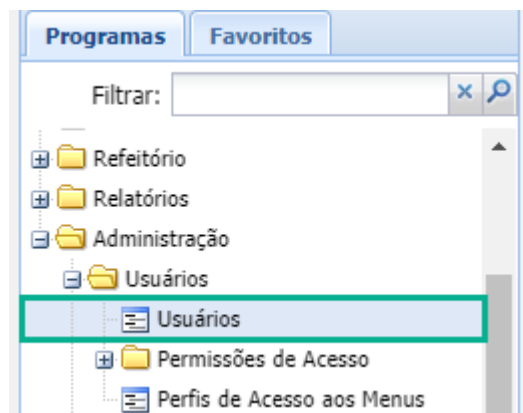 Programas Favoritos
Filtrar:
Refeitório
Relatórios
Administração
Usuários
Usuários
Permissões de Acesso
Perfis de Acesso aos Menus